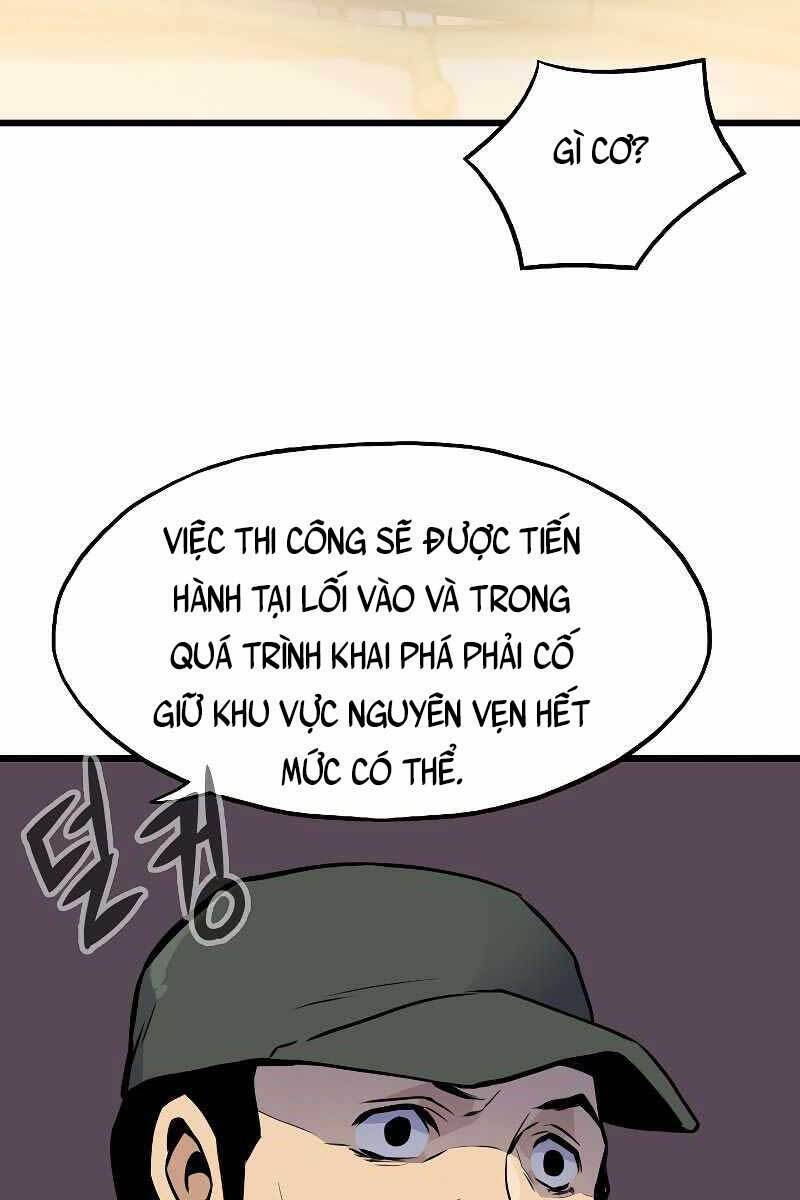 GÌ CƠ?
VIỆC THI CÔNG SẼ ĐƯỢC TIẾN
HÀNH TẠI LỐI VÀO VÀ TRONG
QUÁ TRÌNH KHAI PHÁ PHẢI CỐ
GIỮ KHU VỰC NGUYÊN VẸN HẾT
MỨC CÓ THỂ.
덜컹